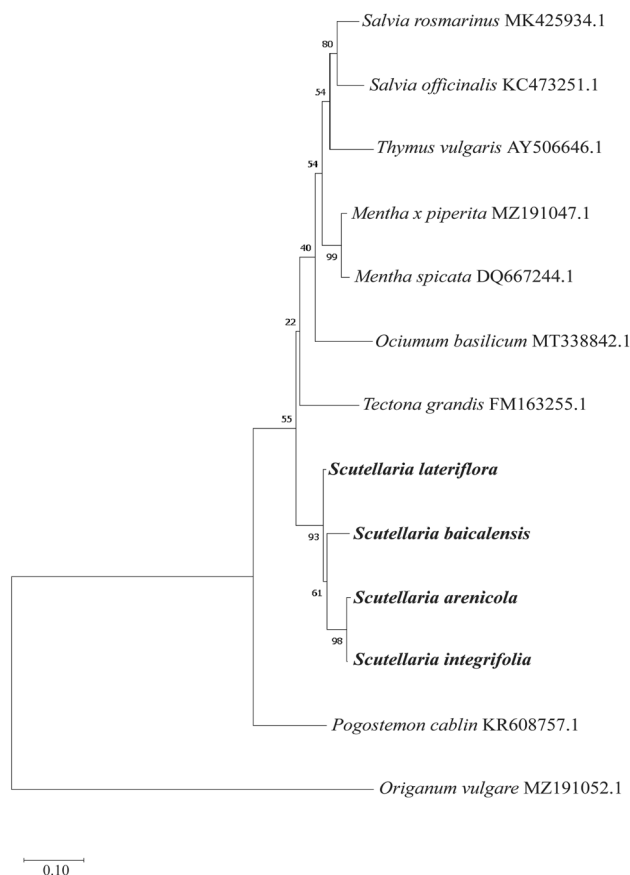 Salvia rosmarinus MK425934.1
80
Salvia officinalis KC473251.1
54
Thymus vulgaris AY506646.1
54
Mentha x piperita MZ191047.1
40
99
Mentha spicata DQ667244.1
22
Ociumum basilicum MT338842.1
Tectona grandis FM163255.1
55
Scutellaria lateriflora
93
Scutellaria baicalensis
61
Scutellaria arenicola
98
Scutellaria integrifolia
Pogostemon cablin KR608757.1
Origanum vulgare MZ191052.1
0.10